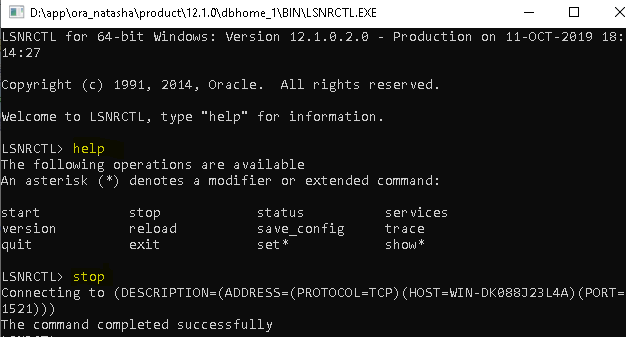 D:\app\ora_natasha\product\12.1.0\dbhome_1\BIN\LSNRCTL.EXE
LSNRCTL for 64-bit Windows: Version 12.1.0.2.0 - Production on 11-OCT-2019 18:
14:27
Copyright (c) 1991, 2014, Oracle.  All rights reserved.
Welcome to LSNRCTL, type "help" for information.
LSNRCTL> help
The following operations are available
An asterisk (*) denotes a modifier or extended command:
start           stop            status          services
version         reload          save_config     trace
quit            exit            set*            show*
LSNRCTL> stop
Connecting to (DESCRIPTION=(ADDRESS=(PROTOCOL=TCP)(HOST=WIN-DK088J23L4A)(PORT=
1521)))
The command completed successfully